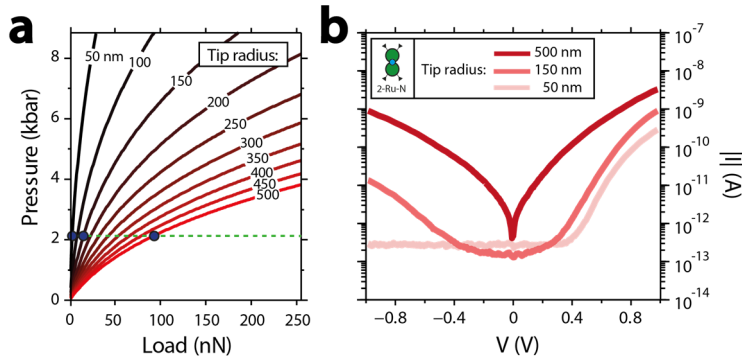 a
Tip radius:
50 nm
100
150
200
250
300
350
400
450
500
8
6
4
2
0
Pressure (kbar)
0
50
100
150
200
250
Load (nN)
b
2-Ru-N
Tip radius:
500 nm
150 nm
50 nm
10⁻⁷
10⁻⁸
10⁻⁹
10⁻¹⁰
10⁻¹¹
10⁻¹²
10⁻¹³
10⁻¹⁴
|I| (A)
−0.8
−0.4
0
0.4
0.8
V (V)